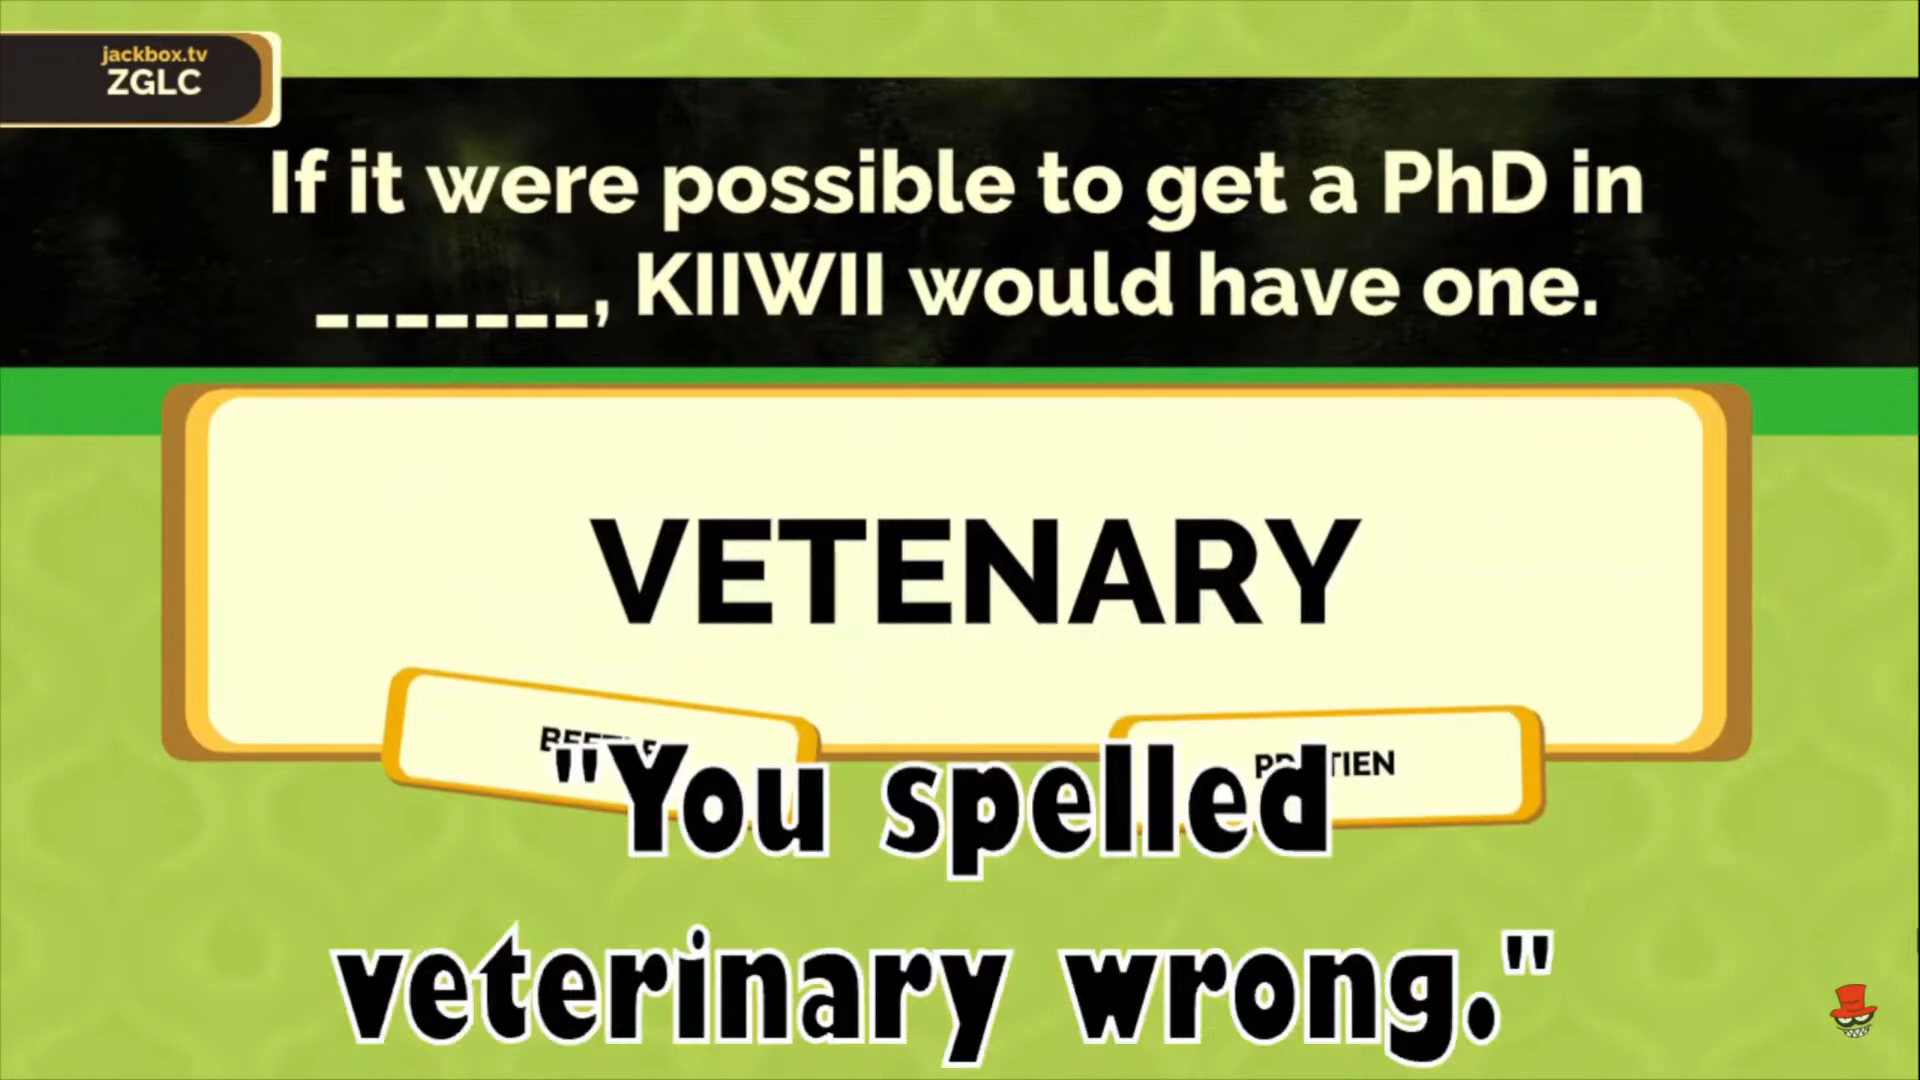 jackbox.tv
ZGLC
If it were possible to get a PhD in
_______, KIIWII would have one.
VETENARY
"You spelled
veterinary wrong."